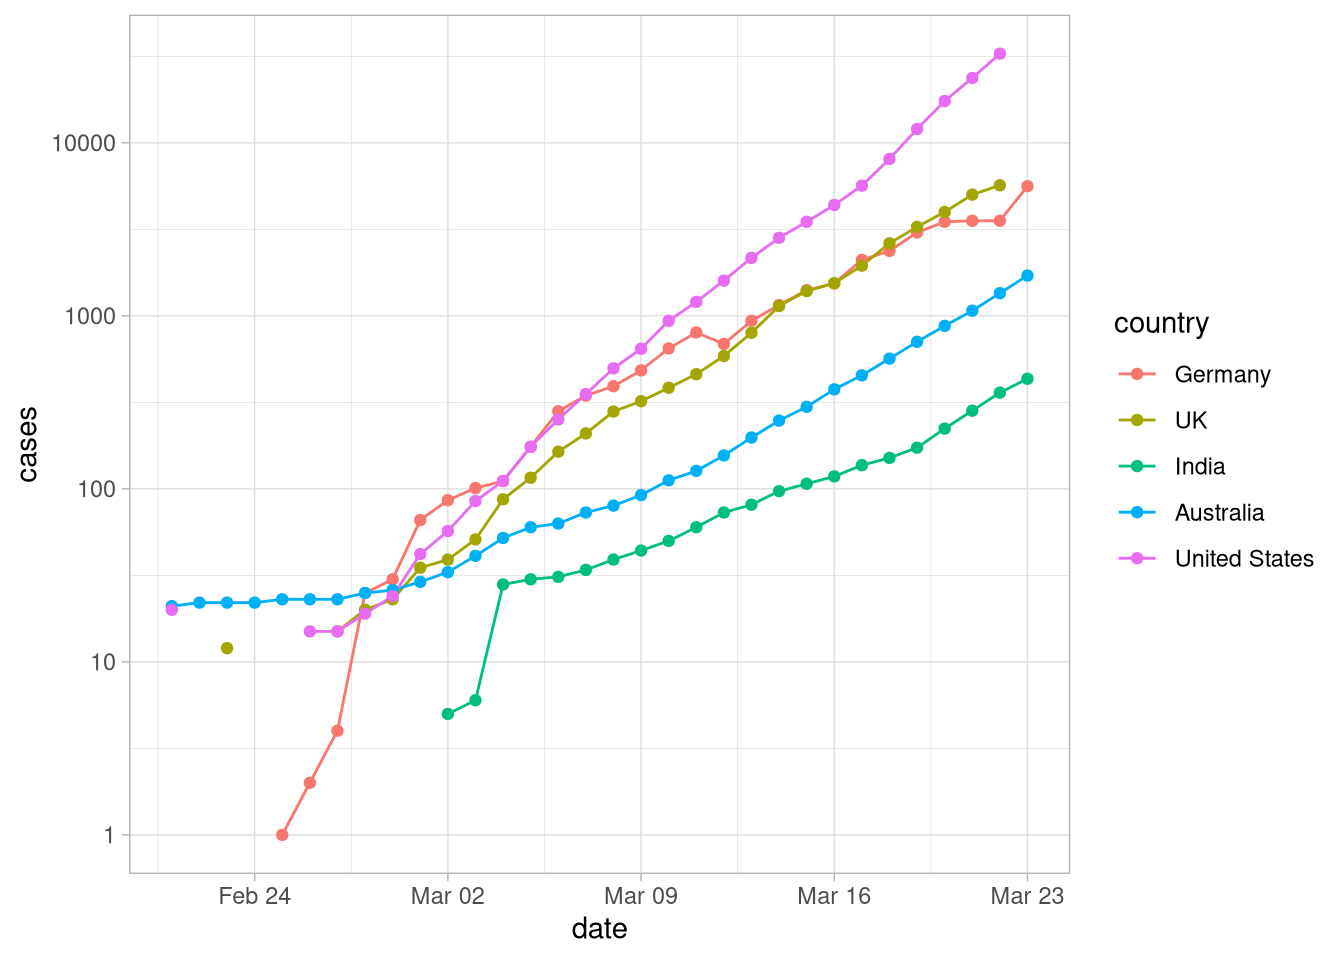 10000
1000
100
10
1
cases
Feb 24
Mar 02
Mar 09
Mar 16
Mar 23
date
country
Germany
UK
India
Australia
United States